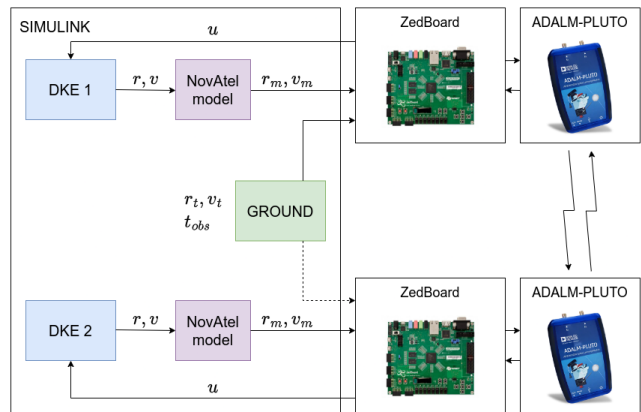 SIMULINK
u
ZedBoard
ADALM-PLUTO
DKE 1
r, v
NovAtel
model
r_m, v_m
r_t, v_t
t_obs
GROUND
ZedBoard
ADALM-PLUTO
DKE 2
r, v
NovAtel
model
r_m, v_m
u